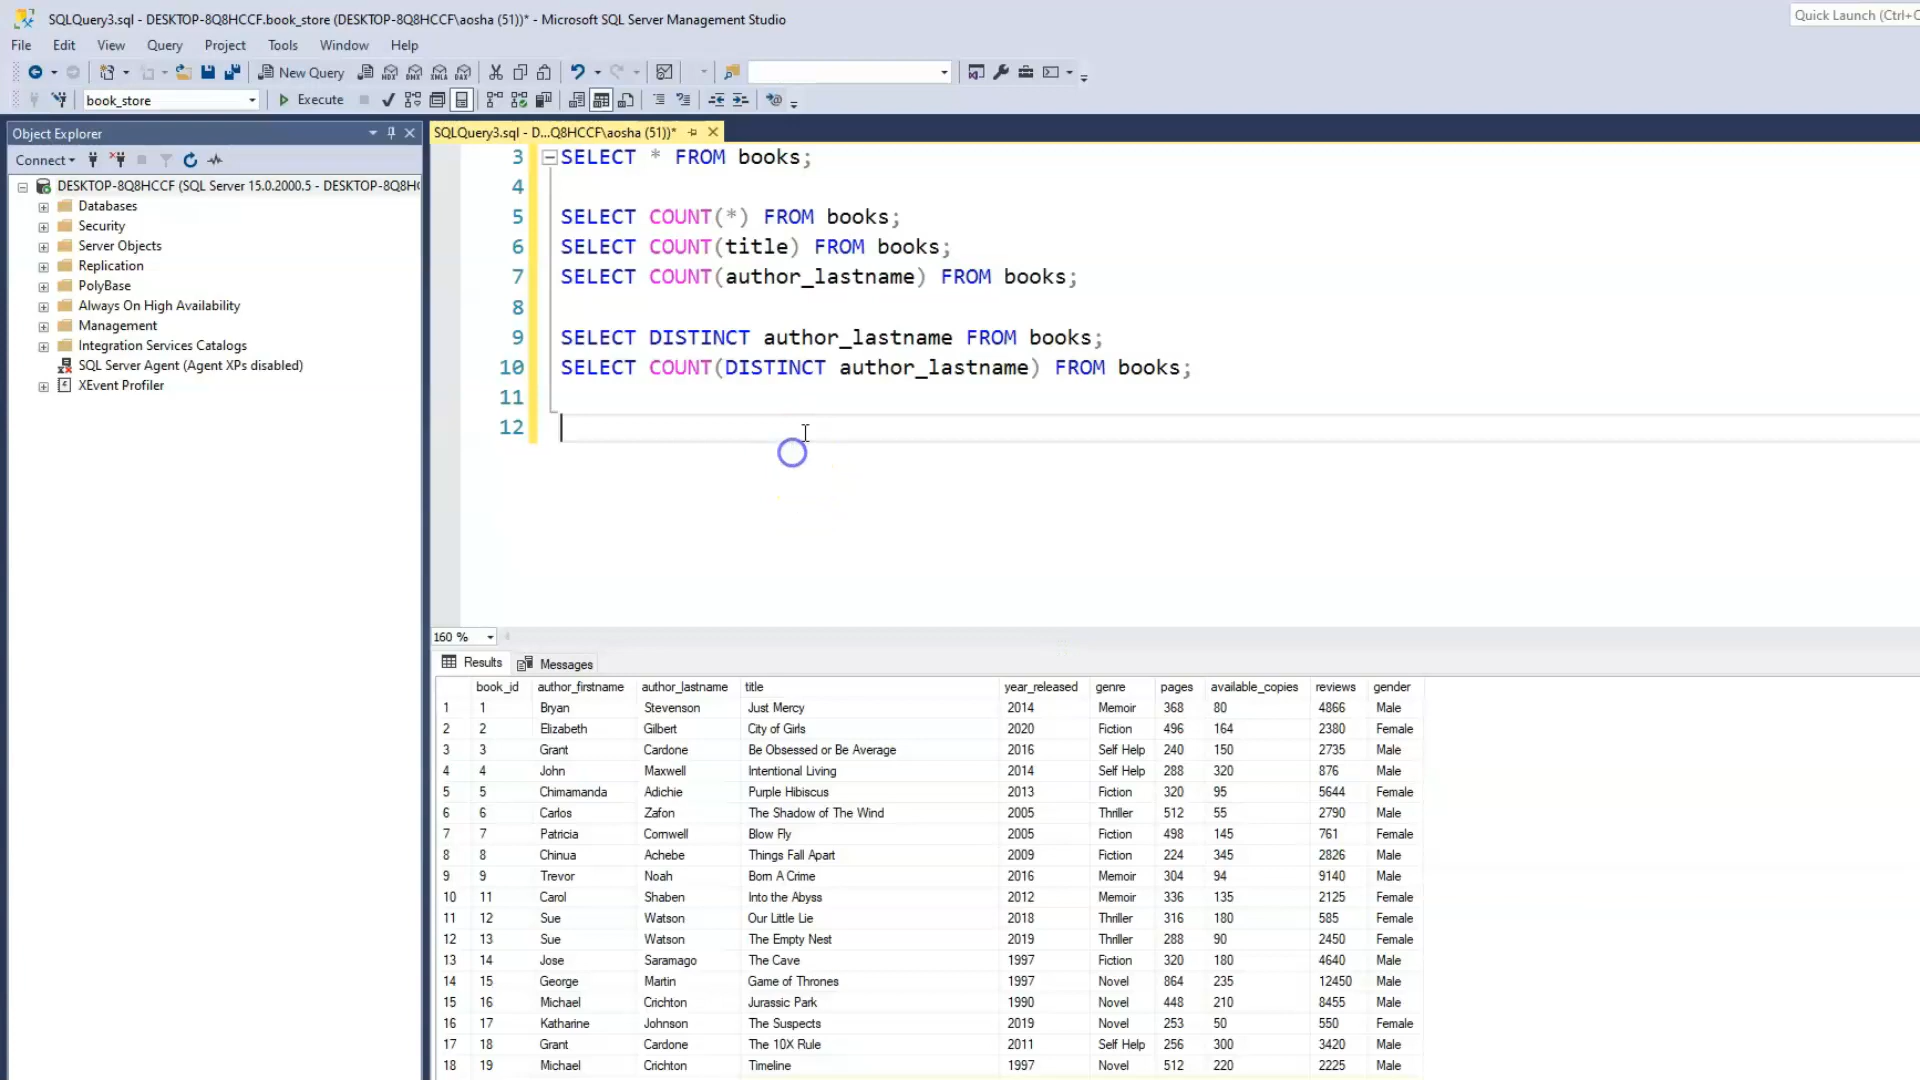 SQLQuery3.sql - DESKTOP-8Q8HCCF.book_store (DESKTOP-8Q8HCCF\aosha (51))* - Microsoft SQL Server Management Studio
Quick Launch (Ctrl+
File Edit View Query Project Tools Window Help
New Query
book_store Execute
Object Explorer
SQLQuery3.sql - D...Q8HCCF\aosha (51))*
Connect
DESKTOP-8Q8HCCF (SQL Server 15.0.2000.5 - DESKTOP-8Q8H
Databases
Security
Server Objects
Replication
PolyBase
Always On High Availability
Management
Integration Services Catalogs
SQL Server Agent (Agent XPs disabled)
XEvent Profiler
3 SELECT * FROM books;
4
5 SELECT COUNT(*) FROM books;
6 SELECT COUNT(title) FROM books;
7 SELECT COUNT(author_lastname) FROM books;
8
9 SELECT DISTINCT author_lastname FROM books;
10 SELECT COUNT(DISTINCT author_lastname) FROM books;
11
12
160 %
Results Messages
book_id author_firstname author_lastname title year_released genre pages available_copies reviews gender
1 1 Bryan Stevenson Just Mercy 2014 Memoir 368 80 4866 Male
2 2 Elizabeth Gilbert City of Girls 2020 Fiction 496 164 2380 Female
3 3 Grant Cardone Be Obsessed or Be Average 2016 Self Help 240 150 2735 Male
4 4 John Maxwell Intentional Living 2014 Self Help 288 320 876 Male
5 5 Chimamanda Adichie Purple Hibiscus 2013 Fiction 320 95 5644 Female
6 6 Carlos Zafon The Shadow of The Wind 2005 Thriller 512 55 2790 Male
7 7 Patricia Cornwell Blow Fly 2005 Fiction 498 145 761 Female
8 8 Chinua Achebe Things Fall Apart 2009 Fiction 224 345 2826 Male
9 9 Trevor Noah Born A Crime 2016 Memoir 304 94 9140 Male
10 11 Carol Shaben Into the Abyss 2012 Memoir 336 135 2125 Female
11 12 Sue Watson Our Little Lie 2018 Thriller 316 180 585 Female
12 13 Sue Watson The Empty Nest 2019 Thriller 288 90 2450 Female
13 14 Jose Saramago The Cave 1997 Fiction 320 180 4640 Male
14 15 George Martin Game of Thrones 1997 Novel 864 235 12450 Male
15 16 Michael Crichton Jurassic Park 1990 Novel 448 210 8455 Male
16 17 Katharine Johnson The Suspects 2019 Novel 253 50 550 Female
17 18 Grant Cardone The 10X Rule 2011 Self Help 256 300 3420 Male
18 19 Michael Crichton Timeline 1997 Novel 512 220 2225 Male